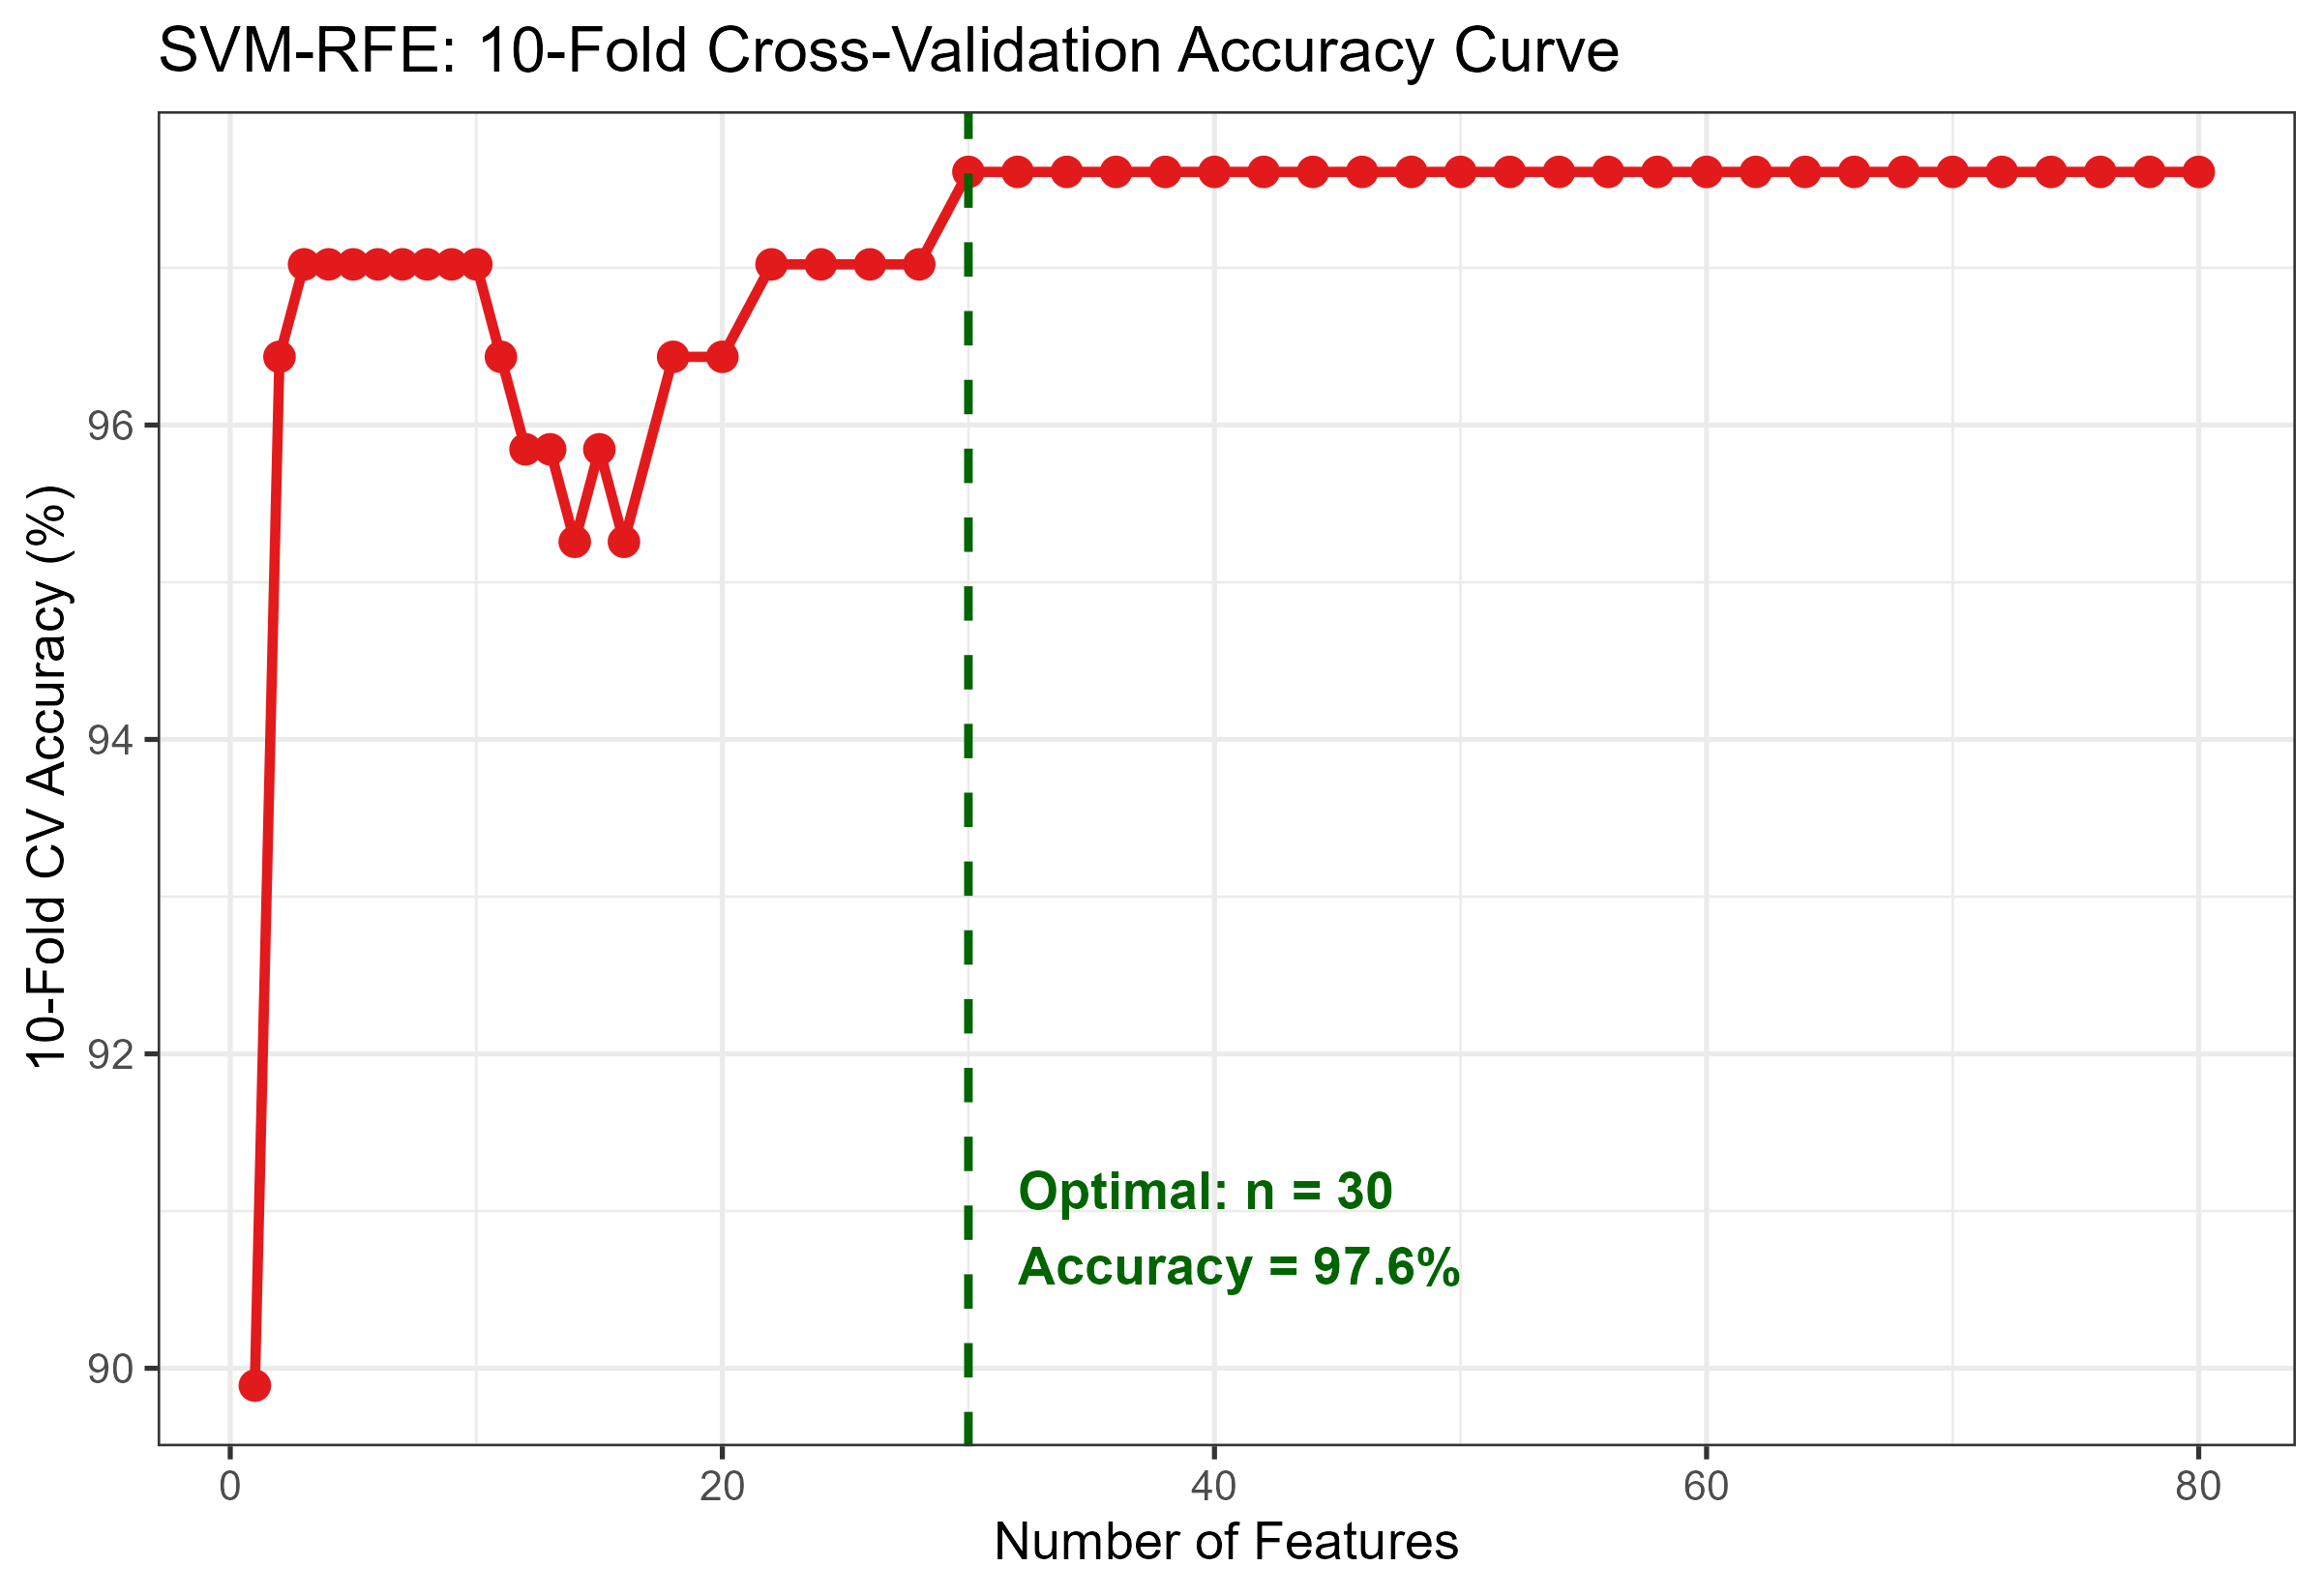 SVM-RFE: 10-Fold Cross-Validation Accuracy Curve
10-Fold CV Accuracy (%)
96
94
92
90
Optimal: n = 30
Accuracy = 97.6%
0 20 40 60 80
Number of Features